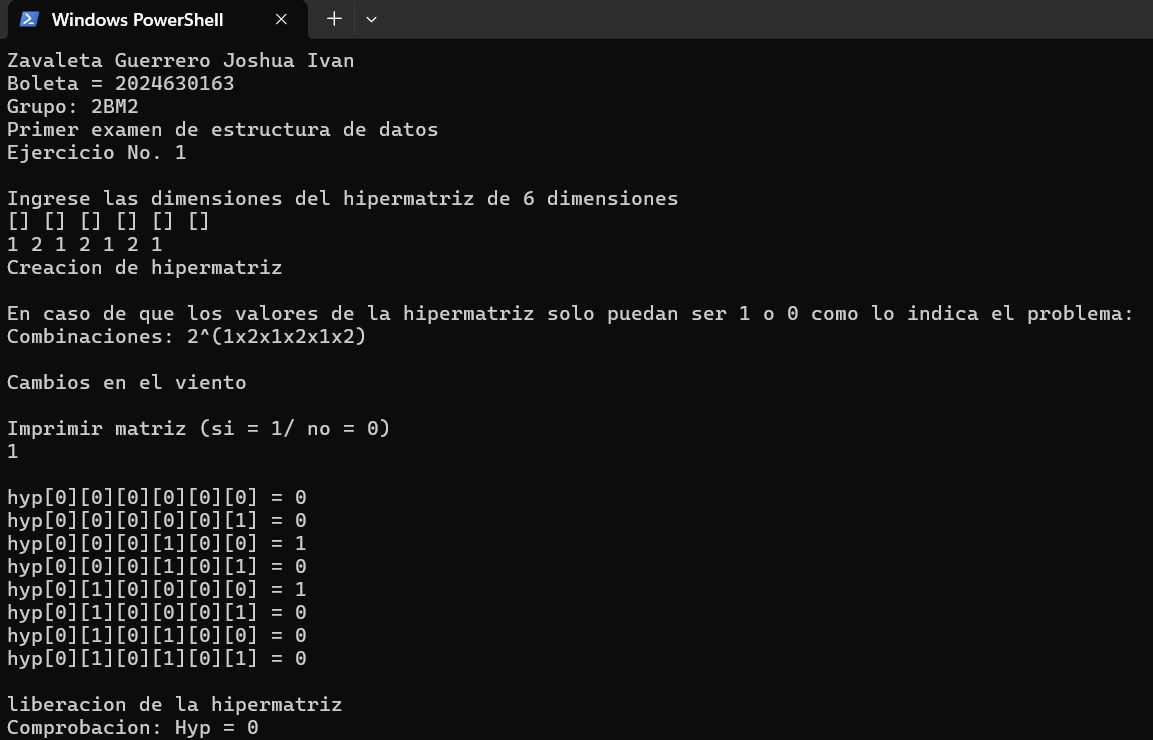 Windows PowerShell
Zavaleta Guerrero Joshua Ivan
Boleta = 2024630163
Grupo: 2BM2
Primer examen de estructura de datos
Ejercicio No. 1
Ingrese las dimensiones del hipermatriz de 6 dimensiones
[] [] [] [] [] []
1 2 1 2 1 2 1
Creacion de hipermatriz
En caso de que los valores de la hipermatriz solo puedan ser 1 o 0 como lo indica el problema:
Combinaciones: 2^(1x2x1x2x1x2)
Cambios en el viento
Imprimir matriz (si = 1/ no = 0)
1
hyp[0][0][0][0][0][0] = 0
hyp[0][0][0][0][0][1] = 0
hyp[0][0][0][1][0][0] = 1
hyp[0][0][0][1][0][1] = 0
hyp[0][1][0][0][0][0] = 1
hyp[0][1][0][0][0][1] = 0
hyp[0][1][0][1][0][0] = 0
hyp[0][1][0][1][0][1] = 0
liberacion de la hipermatriz
Comprobacion: Hyp = 0